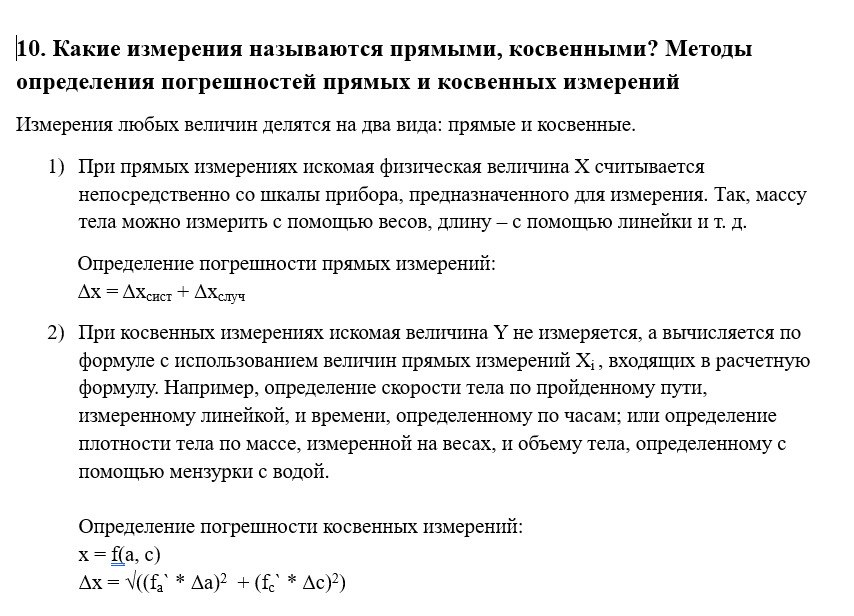 10. Какие измерения называются прямыми, косвенными? Методы
определения погрешностей прямых и косвенных измерений
Измерения любых величин делятся на два вида: прямые и косвенные.
1) При прямых измерениях искомая физическая величина X считывается
непосредственно со шкалы прибора, предназначенного для измерения. Так, массу
тела можно измерить с помощью весов, длину – с помощью линейки и т. д.
Определение погрешности прямых измерений:
Δx = Δxсист + Δxслуч
2) При косвенных измерениях искомая величина Y не измеряется, а вычисляется по
формуле с использованием величин прямых измерений Xi , входящих в расчетную
формулу. Например, определение скорости тела по пройденному пути,
измеренному линейкой, и времени, определенному по часам; или определение
плотности тела по массе, измеренной на весах, и объему тела, определенному с
помощью мензурки с водой.
Определение погрешности косвенных измерений:
x = f(a, c)
Δx = √((fa` * Δa)² + (fc` * Δc)²)